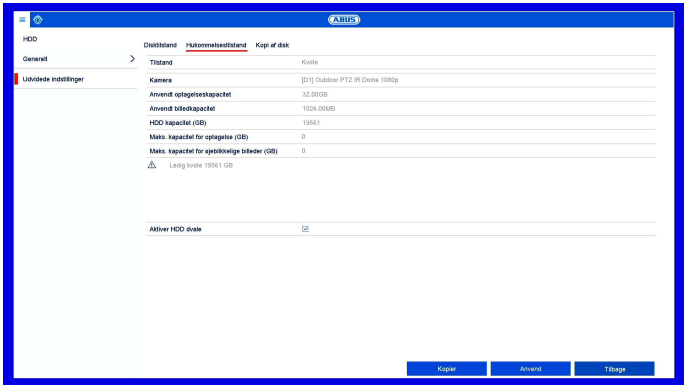 ABUS
HDD
Generell
Udvidede indstillinger
Disktilstand Hukommelsestilstand Kopi af disk
Tilstand Kvote
Kamera [D1] Outdoor PTZ IR Dome 1080p
Anvendt optagelseskapacitet 32.00GB
Anvendt billedkapacitet 1024.00MB
HDD kapacitet (GB) 19561
Maks. kapacitet for optagelse (GB) 0
Maks. kapacitet for øjeblikkelige billeder (GB) 0
Ledig kvote 19561 GB
Aktiver HDD dvale
Kopier Anvend Tilbage